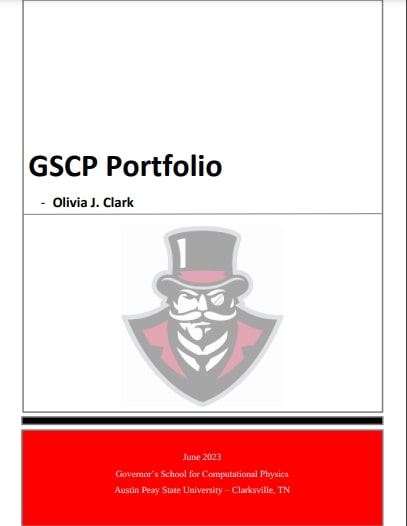 GSCP Portfolio
- Olivia J. Clark
June 2023
Governor's School for Computational Physics
Austin Peay State University – Clarksville, TN